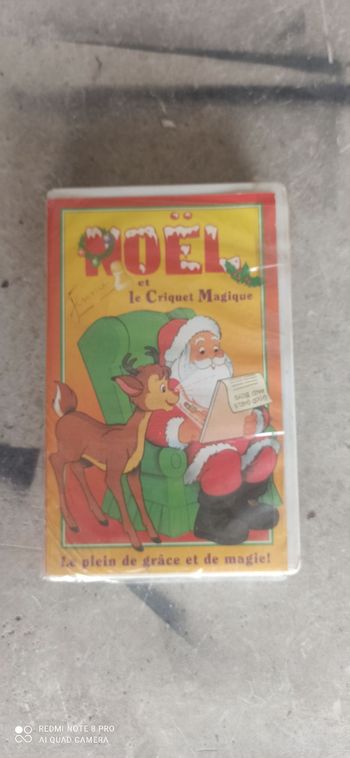 NOËL
et
le Criquet Magique
Le plein de grâce et de magie!
REDMI NOTE 8 PRO
AI QUAD CAMERA